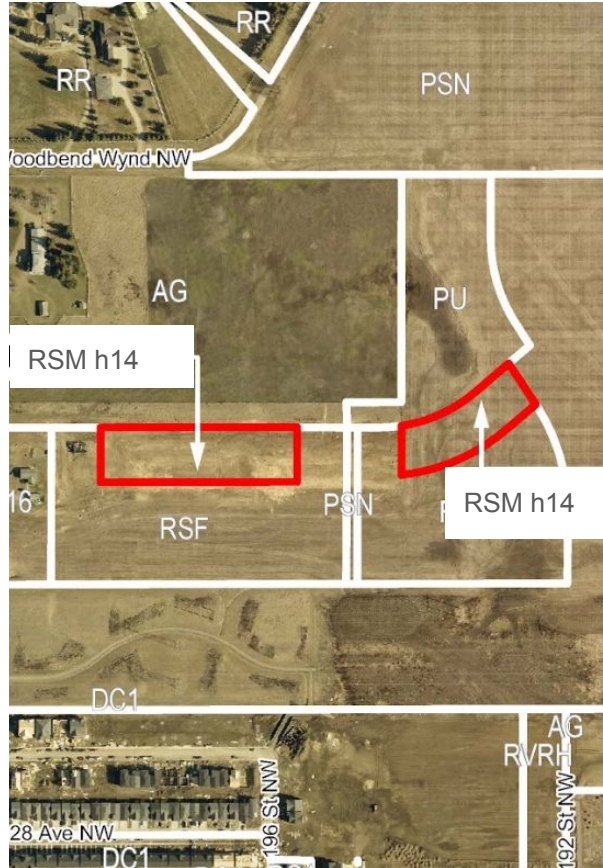 RR
RR
PSN
Woodbend Wynd NW
AG
PU
RSM h14
RSM h14
16
RSF
PSN
DC1
AG
RVRH
196 St NW
192 St NW
28 Ave NW
DC1